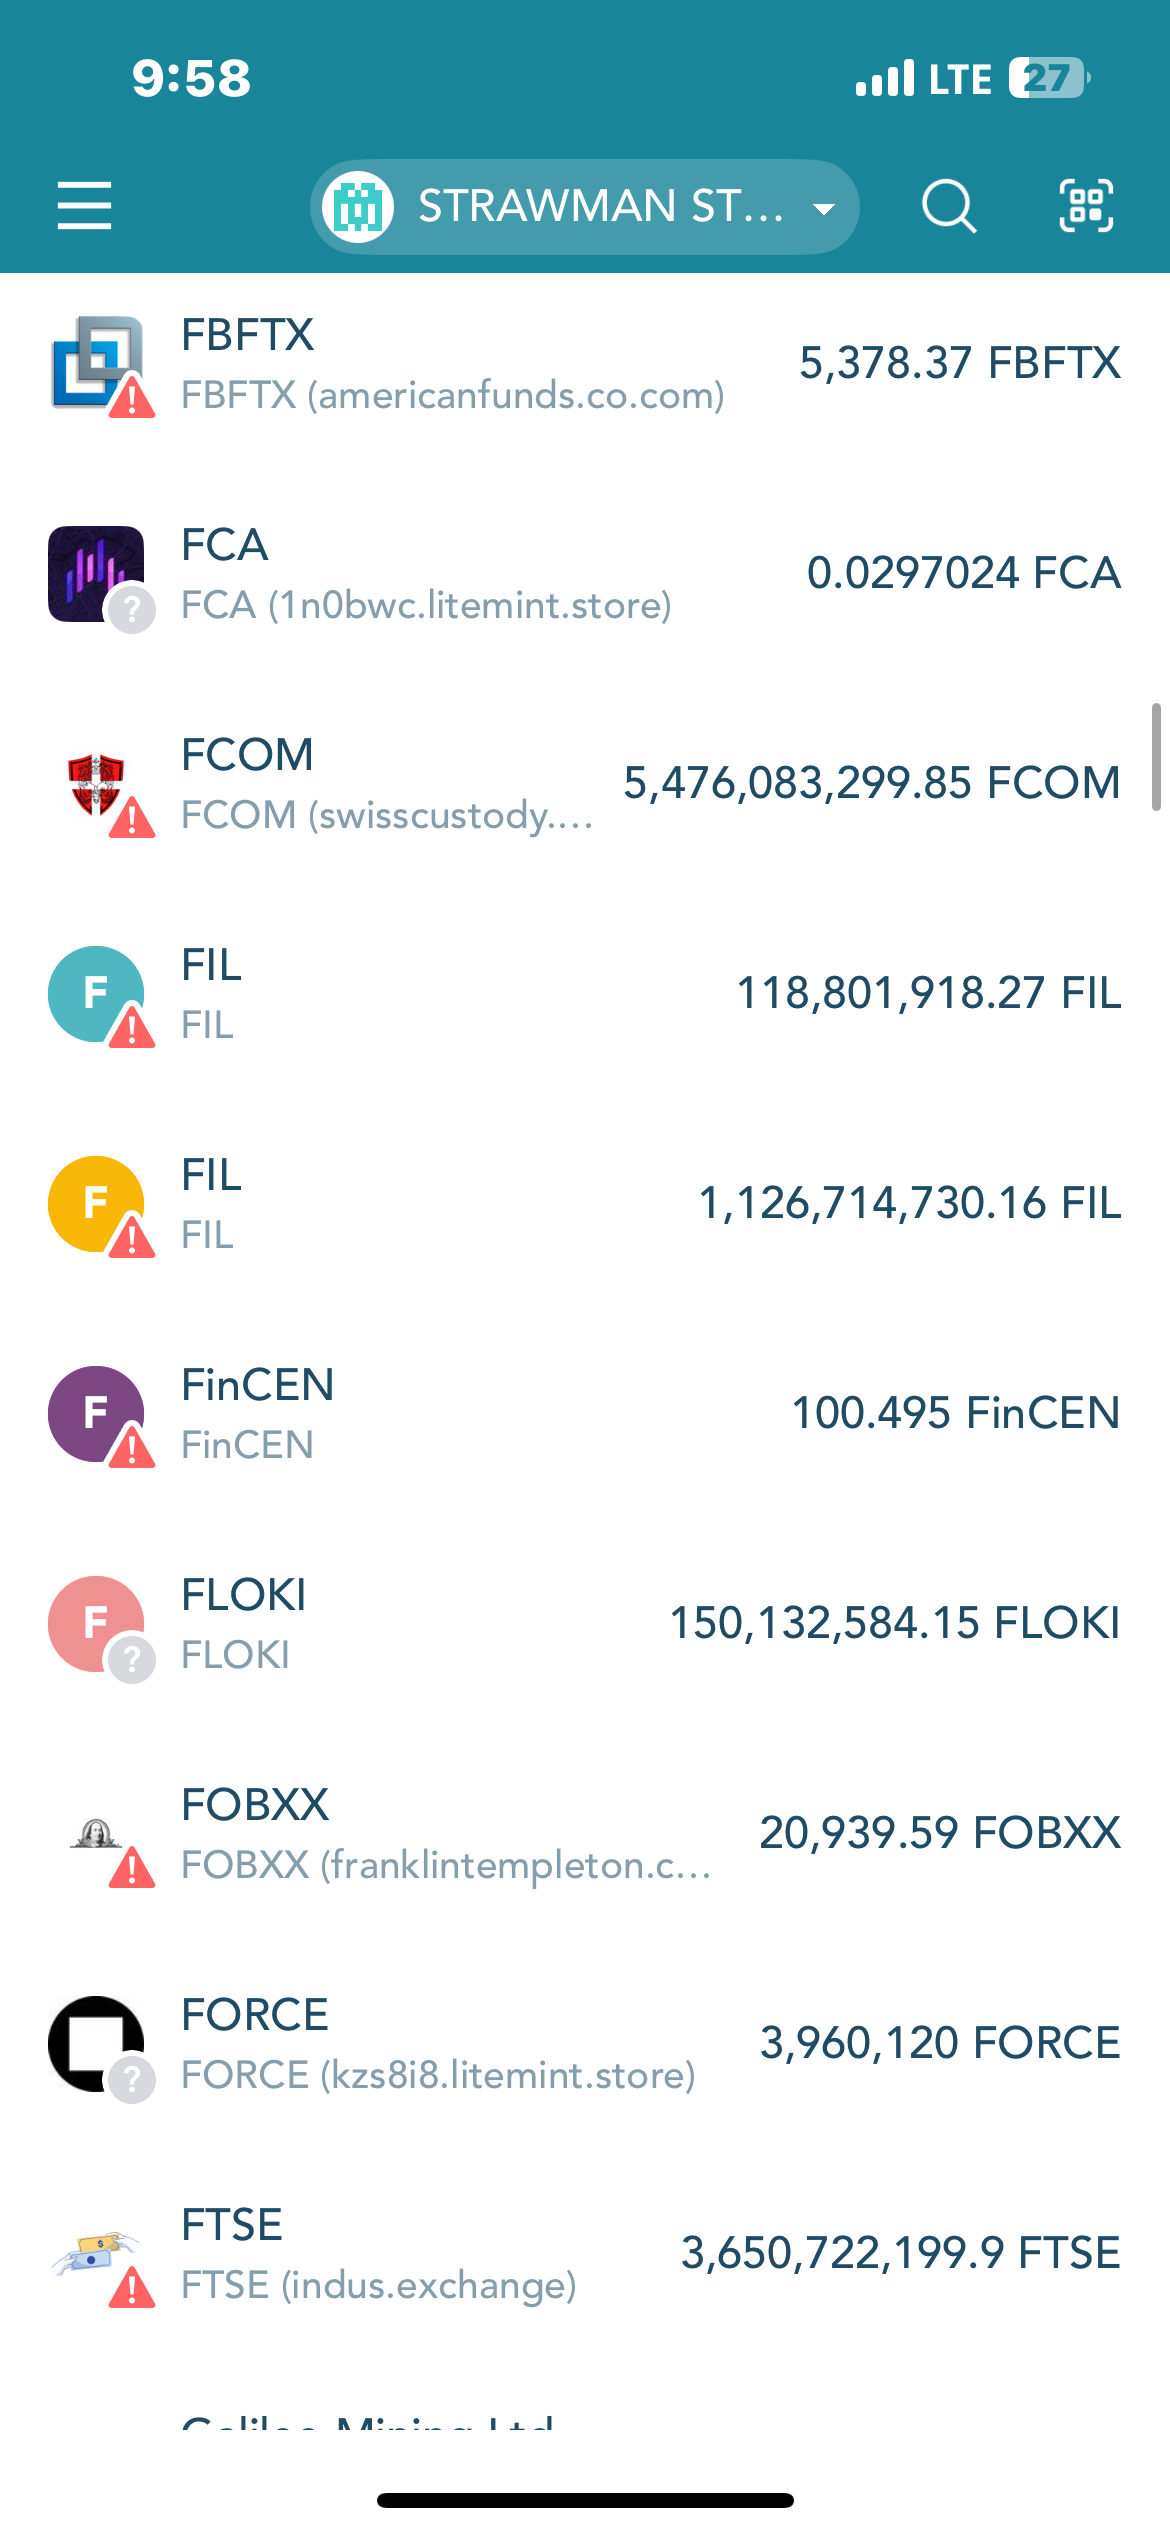 9:58
LTE 27
STRAWMAN ST...
FBFTX
FBFTX (americanfunds.co.com)
5,378.37 FBFTX
FCA
FCA (1n0bwc.litemint.store)
0.0297024 FCA
FCOM
FCOM (swisscustody....
5,476,083,299.85 FCOM
F
FIL
FIL
118,801,918.27 FIL
F
FIL
FIL
1,126,714,730.16 FIL
F
FinCEN
FinCEN
100.495 FinCEN
F
FLOKI
FLOKI
150,132,584.15 FLOKI
FOBXX
FOBXX (franklintempleton.c...
20,939.59 FOBXX
FORCE
FORCE (kzs8i8.litemint.store)
3,960,120 FORCE
FTSE
FTSE (indus.exchange)
3,650,722,199.9 FTSE
Galileo Mining Ltd